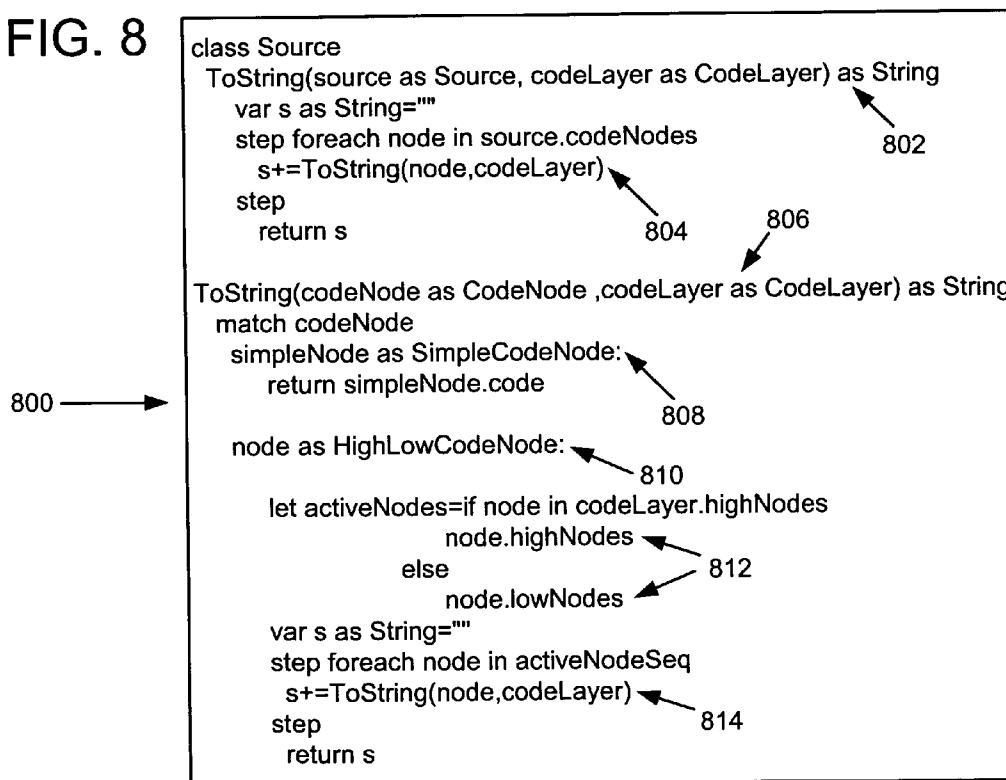 FIG. 8
class Source
ToString(source as Source, codeLayer as CodeLayer) as String
var s as String=""
802
step foreach node in source.codeNodes
s+=ToString(node,codeLayer)
804
step
return s
806
ToString(codeNode as CodeNode ,codeLayer as CodeLayer) as String
match codeNode
simpleNode as SimpleCodeNode:
return simpleNode.code
808
800
node as HighLowCodeNode:
810
let activeNodes=if node in codeLayer.highNodes
node.highNodes
812
else
node.lowNodes
var s as String=""
step foreach node in activeNodeSeq
s+=ToString(node,codeLayer)
814
step
return s